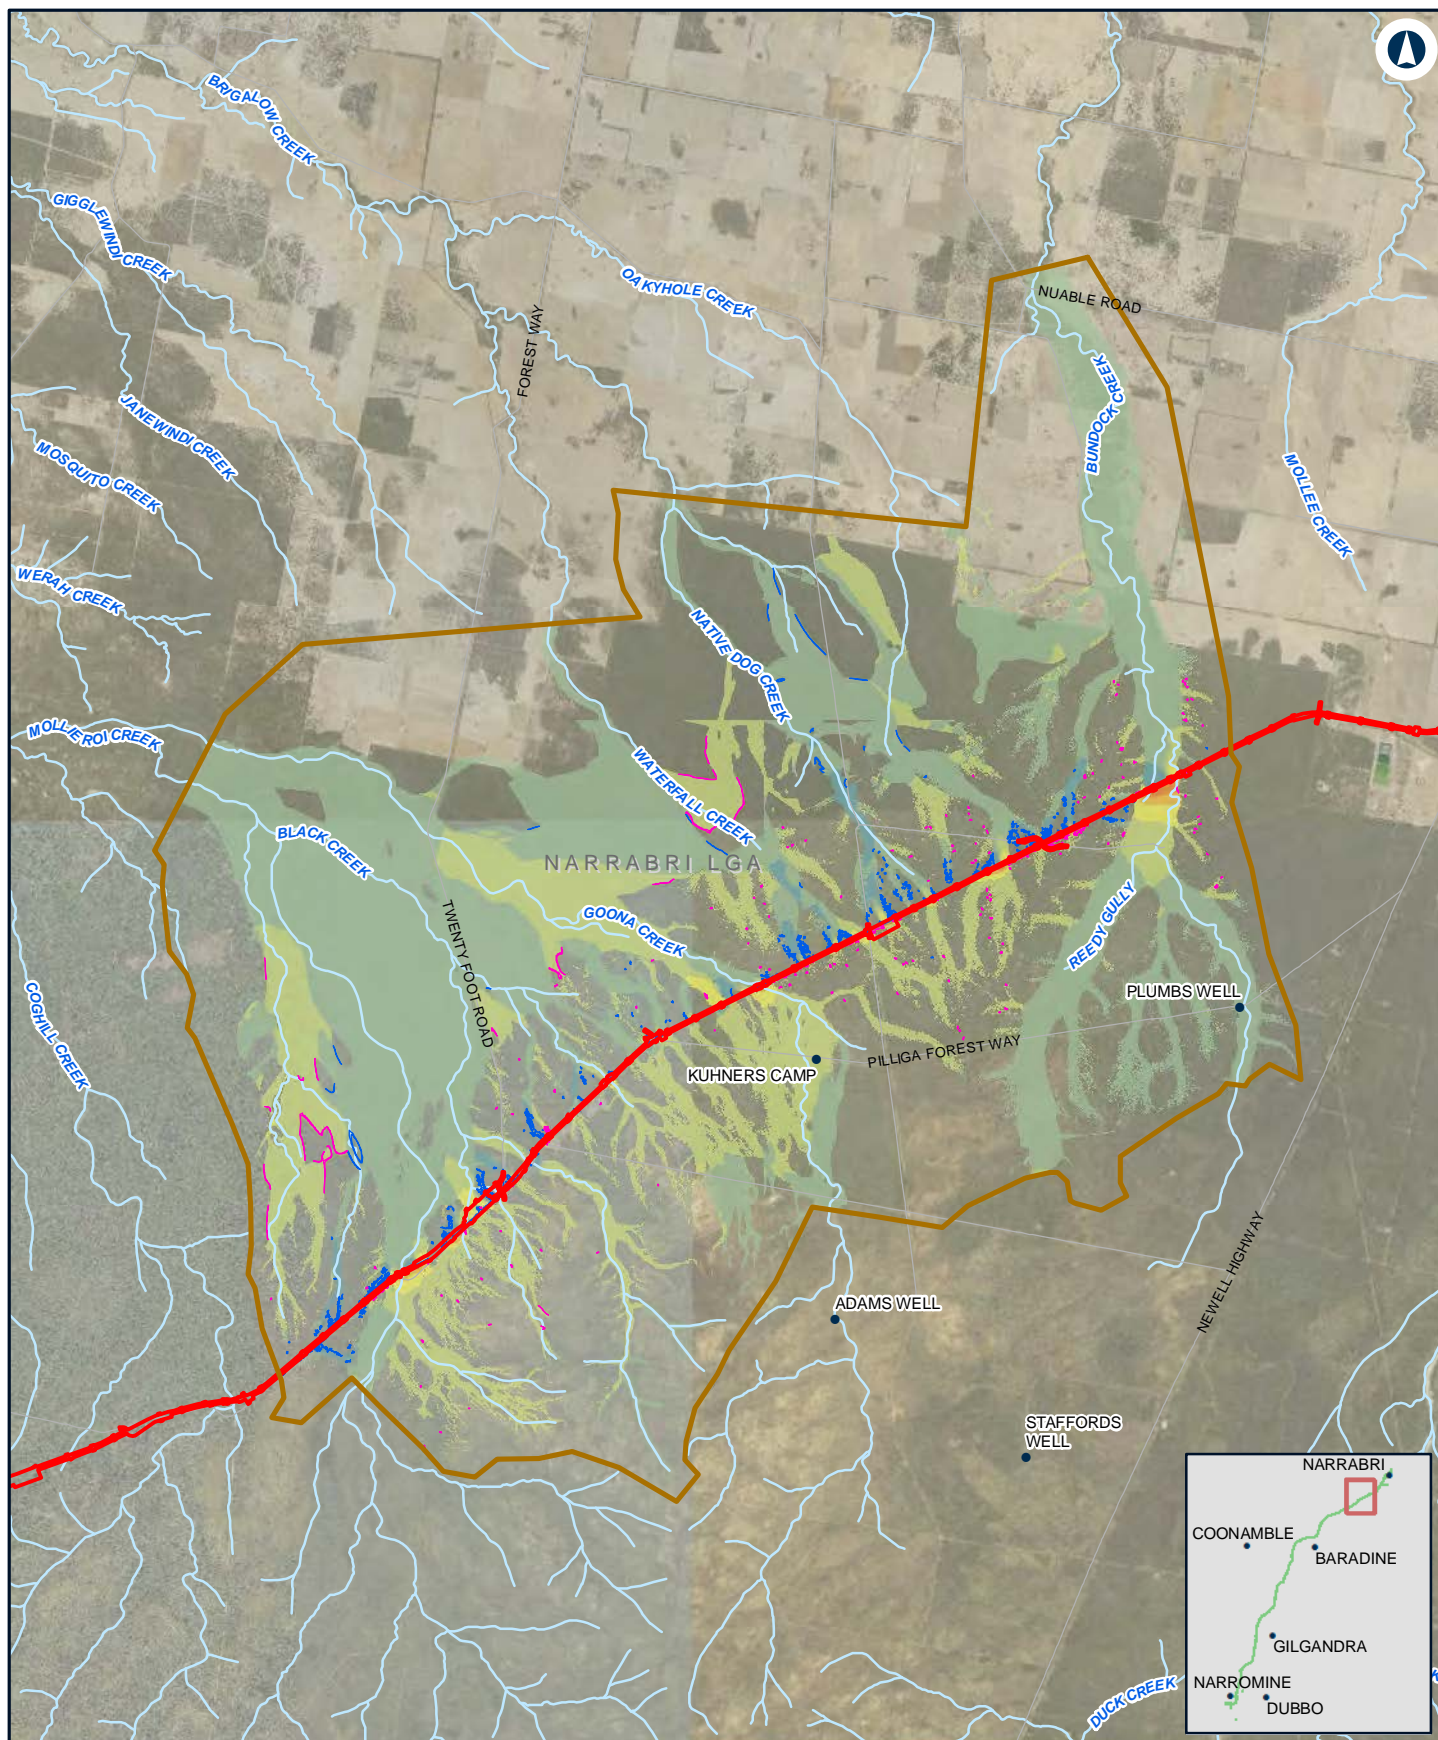 BRIGALOW CREEK
GIGGLEWINDI CREEK
OAKYHOLE CREEK
NUABLE ROAD
FOREST WAY
BUNDOCK CREEK
JANEWINDI CREEK
MOSQUITO CREEK
MOLLEE CREEK
WERAH CREEK
NATIVE DOG CREEK
MOLLIEROI CREEK
WATERFALL CREEK
BLACK CREEK
NARRABRI LGA
GOONA CREEK
REEDY GULLY
TWENTY FOOT ROAD
COGHILL CREEK
PLUMBS WELL
PILLIGA FOREST WAY
KUHNERS CAMP
NEWELL HIGHWAY
ADAMS WELL
STAFFORDS
WELL
NARRABRI
COONAMBLE
BARADINE
GILGANDRA
NARROMINE
DUBBO
DUCK CREEK